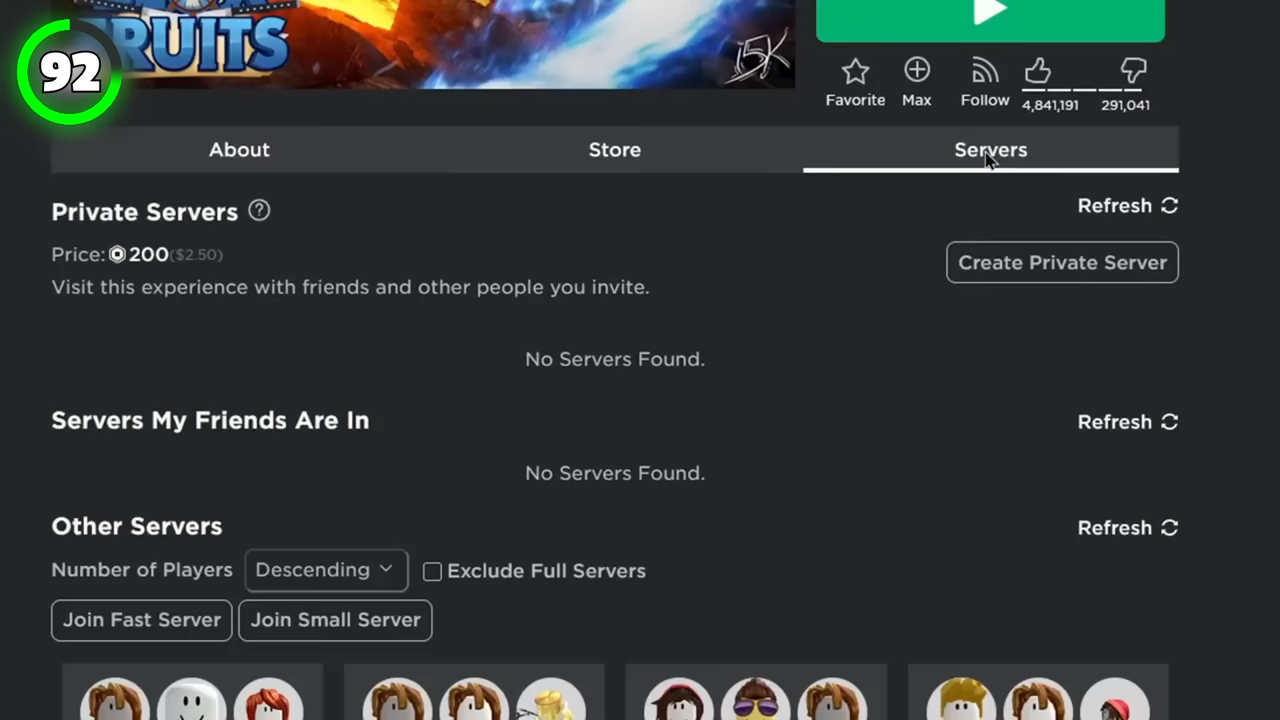 92
RUITS
i5K
Favorite
Max
Follow
4,841,191
291,041
About
Store
Servers
Private Servers
Refresh
Price: 200($2.50)
Create Private Server
Visit this experience with friends and other people you invite.
No Servers Found.
Servers My Friends Are In
Refresh
No Servers Found.
Other Servers
Refresh
Number of Players
Descending
Exclude Full Servers
Join Fast Server
Join Small Server